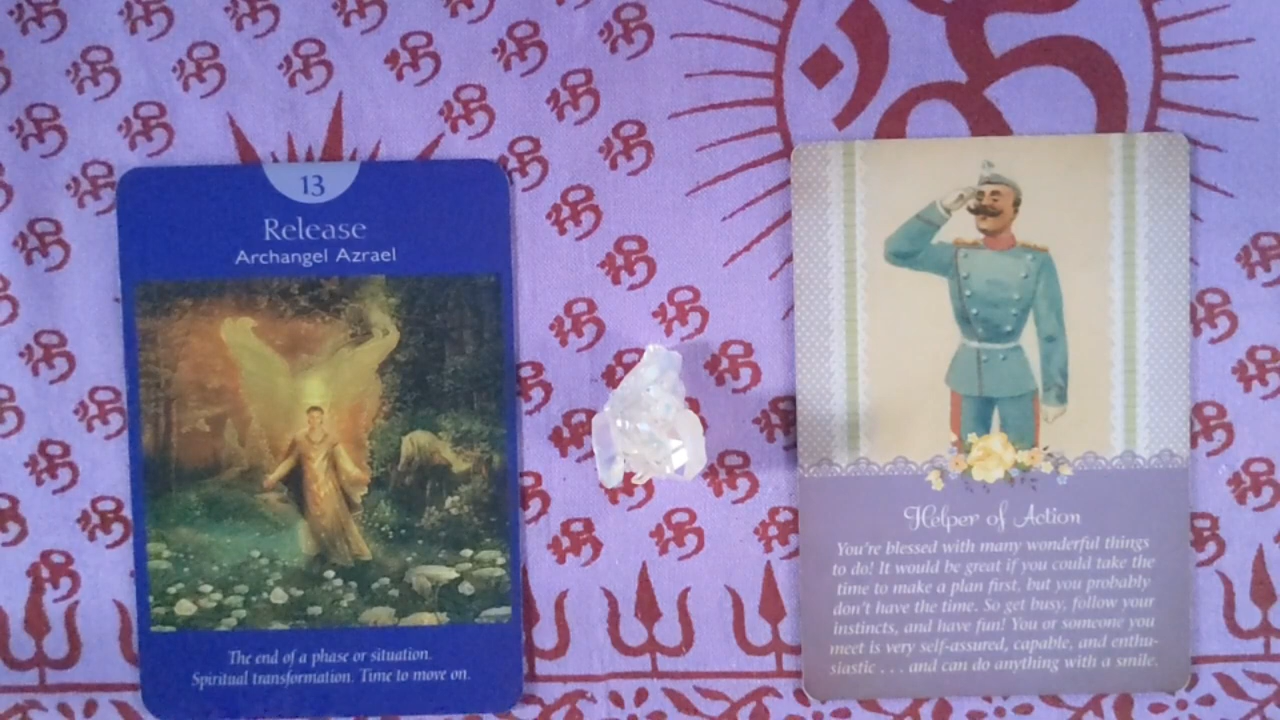 13
Release
Archangel Azrael
The end of a phase or situation.
Spiritual transformation. Time to move on.
ॐ
Helper of Action
You're blessed with many wonderful things
to do! It would be great if you could take the
time to make a plan first, but you probably
don't have the time. So get busy, follow your
instincts, and have fun! You or someone you
meet is very self-assured, capable, and enthu-
siastic . . . and can do anything with a smile.